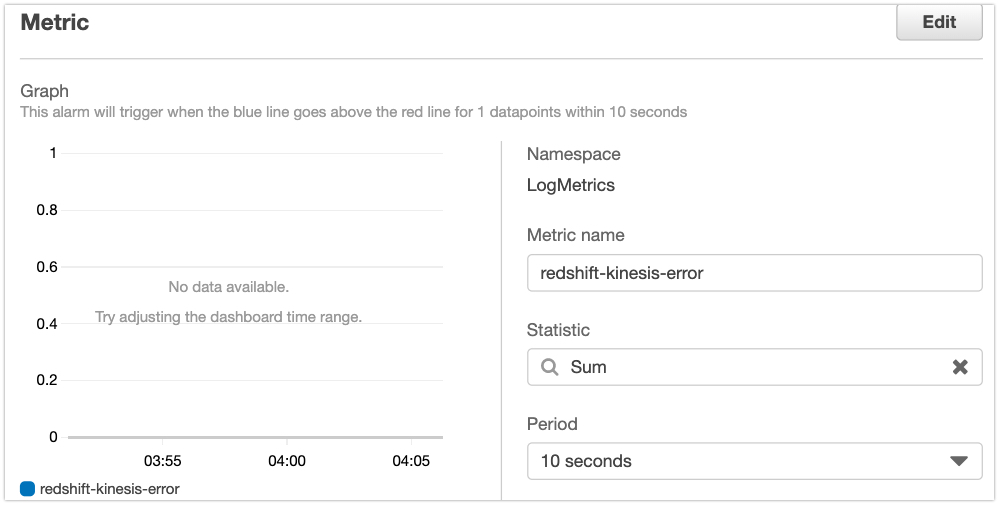 Metric
Edit
Graph
This alarm will trigger when the blue line goes above the red line for 1 datapoints within 10 seconds
1
0.8
0.6
0.4
0.2
0
No data available.
Try adjusting the dashboard time range.
03:55 04:00 04:05
redshift-kinesis-error
Namespace
LogMetrics
Metric name
redshift-kinesis-error
Statistic
Sum
Period
10 seconds